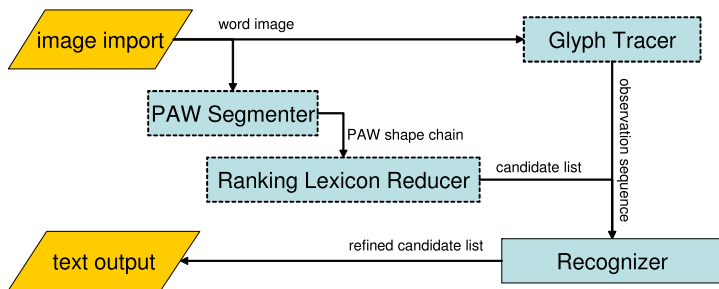 word image
image import
Glyph Tracer
PAW Segmenter
PAW shape chain
observation sequence
Ranking Lexicon Reducer
candidate list
refined candidate list
text output
Recognizer